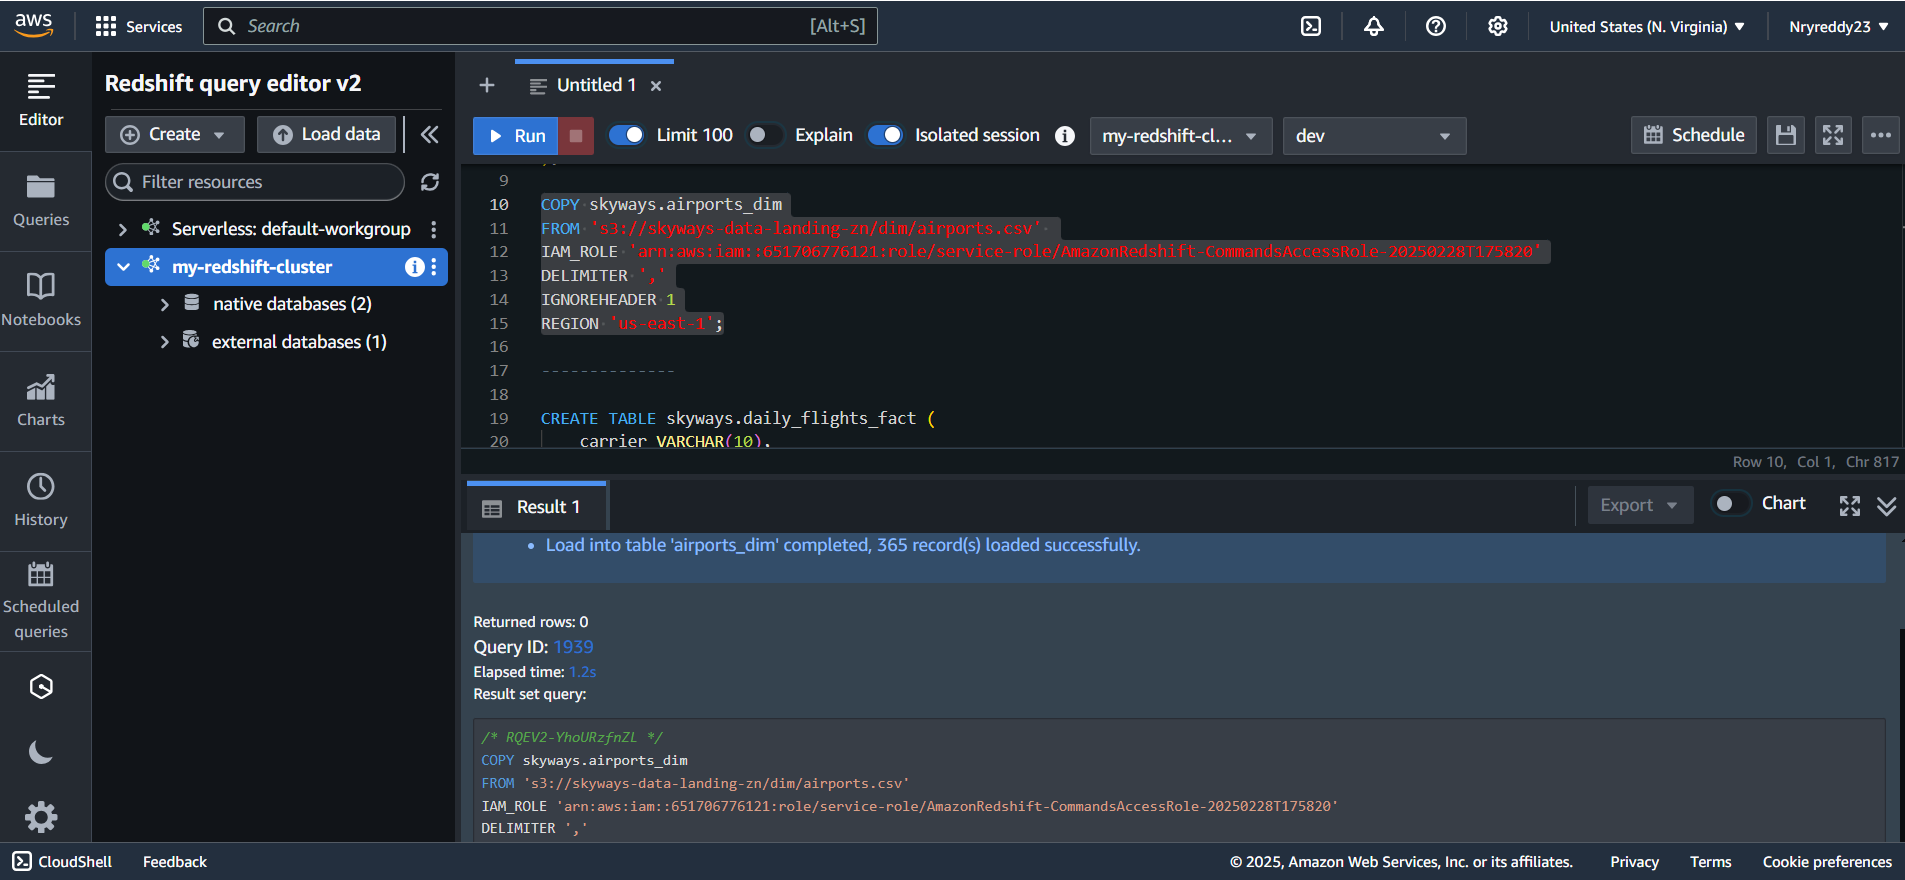 aws
Services
Search
[Alt+S]
United States (N. Virginia)
Nryreddy23
Editor
Queries
Notebooks
Charts
History
Scheduled
queries
Redshift query editor v2
Create
Load data
Filter resources
Serverless: default-workgroup
my-redshift-cluster
native databases (2)
external databases (1)
Untitled 1
Run
Limit 100
Explain
Isolated session
my-redshift-cl...
dev
Schedule
9
10 COPY skyways.airports_dim
11 FROM 's3://skyways-data-landing-zn/dim/airports.csv'
12 IAM_ROLE 'arn:aws:iam::651706776121:role/service-role/AmazonRedshift-CommandsAccessRole-20250228T175820'
13 DELIMITER ','
14 IGNOREHEADER 1
15 REGION 'us-east-1';
16
17 --------------
18
19 CREATE TABLE skyways.daily_flights_fact (
20 carrier VARCHAR(10),
Row 10, Col 1, Chr 817
Result 1
Export
Chart
• Load into table 'airports_dim' completed, 365 record(s) loaded successfully.
Returned rows: 0
Query ID: 1939
Elapsed time: 1.2s
Result set query:
/* RQEV2-YhoURzfnZL */
COPY skyways.airports_dim
FROM 's3://skyways-data-landing-zn/dim/airports.csv'
IAM_ROLE 'arn:aws:iam::651706776121:role/service-role/AmazonRedshift-CommandsAccessRole-20250228T175820'
DELIMITER ','
CloudShell
Feedback
© 2025, Amazon Web Services, Inc. or its affiliates.
Privacy
Terms
Cookie preferences